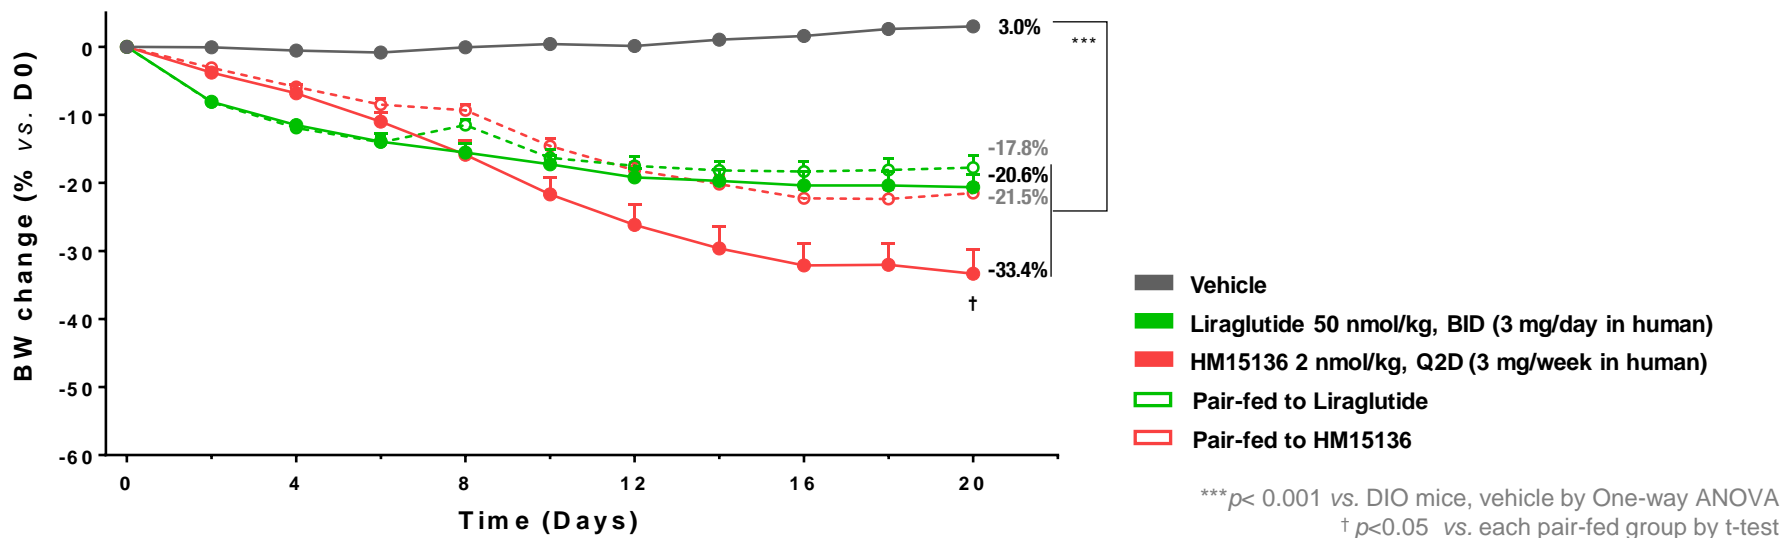 BW change (% vs. D0)
0
-10
-20
-30
-40
-50
-60
0
4
8
12
16
20
Time (Days)
3.0%
***
-17.8%
-20.6%
-21.5%
-33.4%
†
Vehicle
Liraglutide 50 nmol/kg, BID (3 mg/day in human)
HM15136 2 nmol/kg, Q2D (3 mg/week in human)
Pair-fed to Liraglutide
Pair-fed to HM15136
***p< 0.001 vs. DIO mice, vehicle by One-way ANOVA
† p<0.05 vs. each pair-fed group by t-test